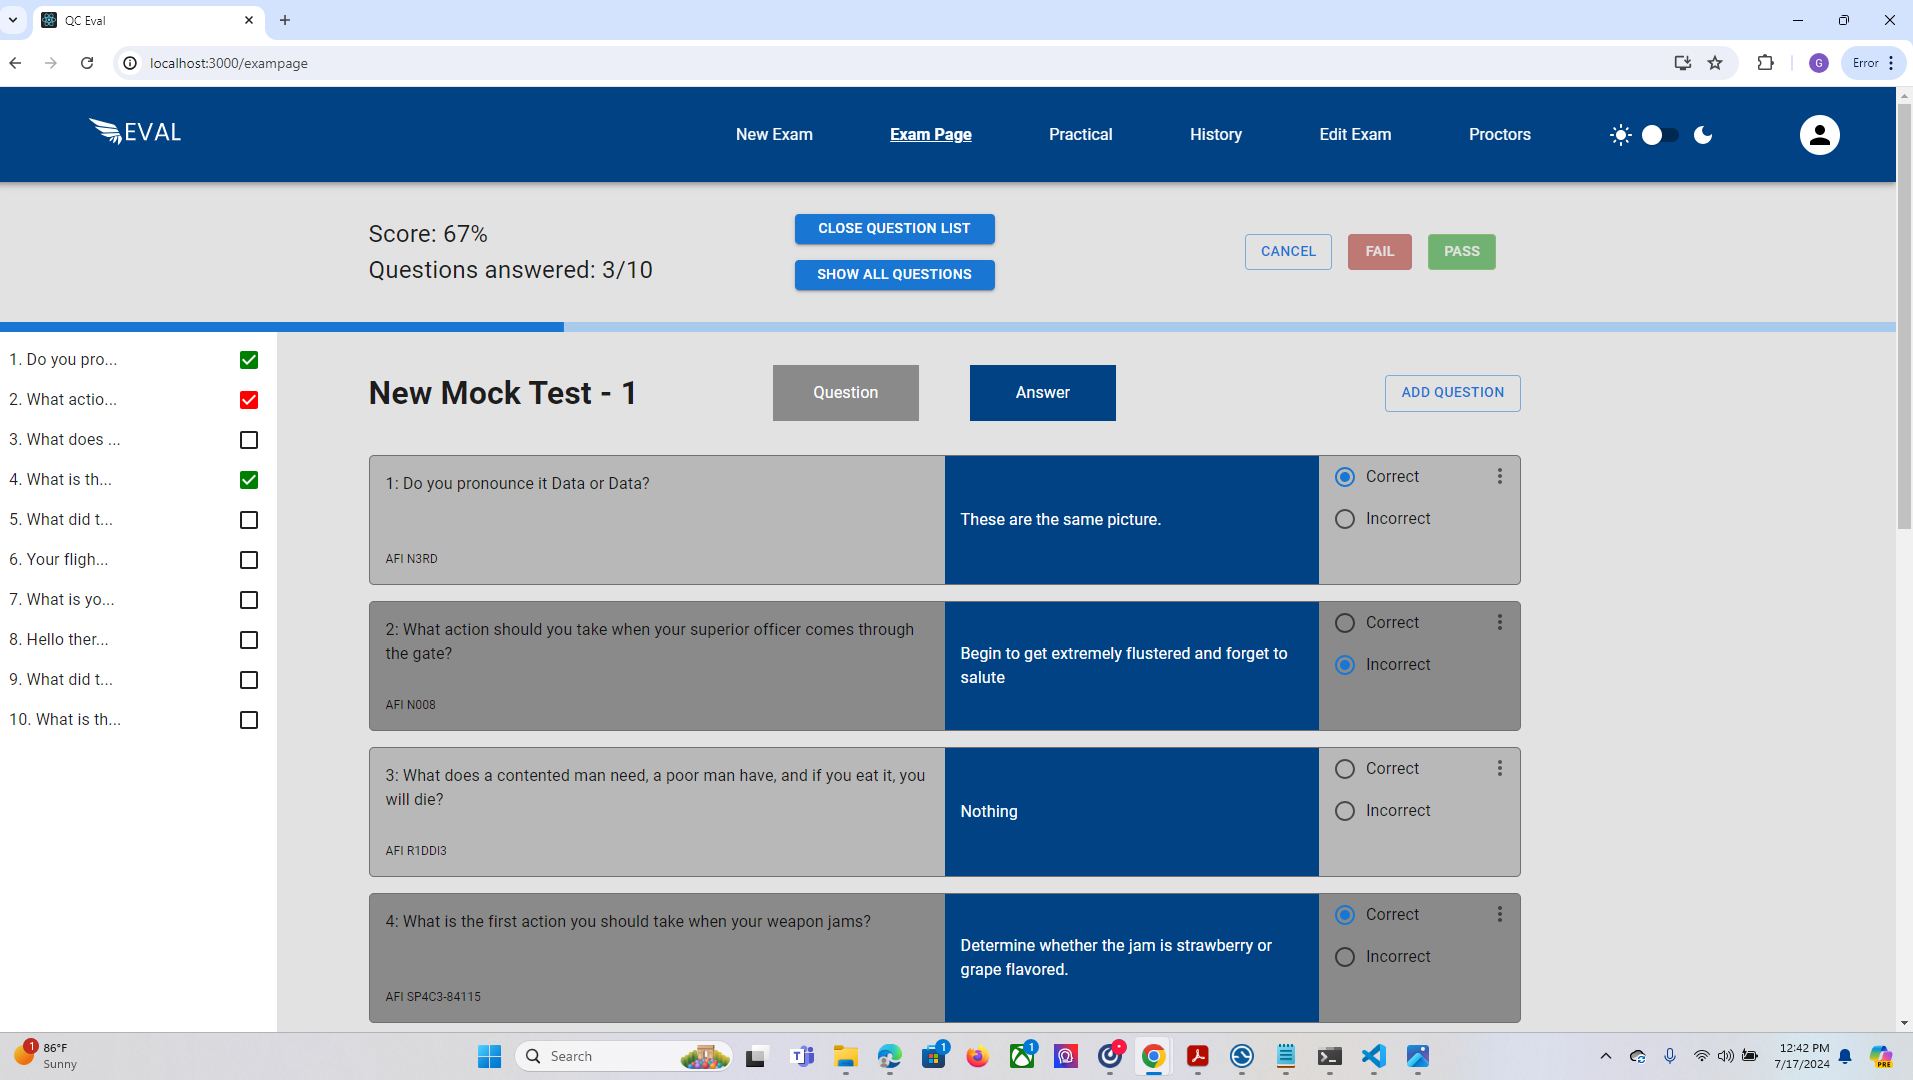 QC Eval
localhost:3000/exampage
G
Error
EVAL
New Exam
Exam Page
Practical
History
Edit Exam
Proctors
Score: 67%
Questions answered: 3/10
CLOSE QUESTION LIST
SHOW ALL QUESTIONS
CANCEL
FAIL
PASS
1. Do you pro...
2. What actio...
3. What does ...
4. What is th...
5. What did t...
6. Your fligh...
7. What is yo...
8. Hello ther...
9. What did t...
10. What is th...
New Mock Test - 1
Question
Answer
ADD QUESTION
1: Do you pronounce it Data or Data?
AFI N3RD
These are the same picture.
Correct
Incorrect
2: What action should you take when your superior officer comes through
the gate?
AFI N008
Begin to get extremely flustered and forget to
salute
Correct
Incorrect
3: What does a contented man need, a poor man have, and if you eat it, you
will die?
AFI R1DDI3
Nothing
Correct
Incorrect
4: What is the first action you should take when your weapon jams?
AFI SP4C3-84115
Determine whether the jam is strawberry or
grape flavored.
Correct
Incorrect
1
86°F
Sunny
Search
1
1
12:42 PM
7/17/2024
PRE